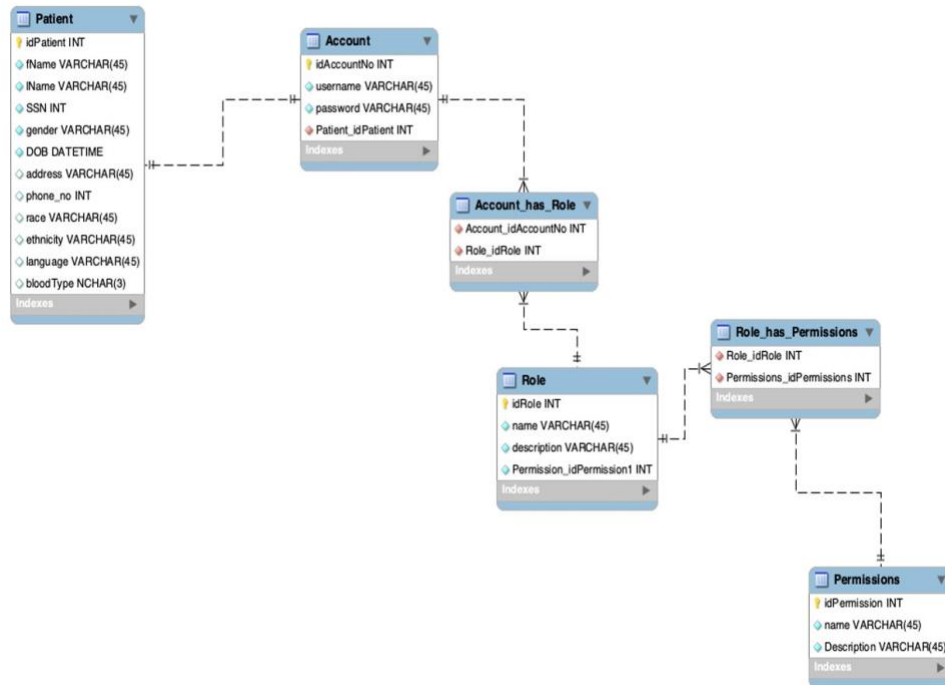 Patient
idPatient INT
fName VARCHAR(45)
lName VARCHAR(45)
SSN INT
gender VARCHAR(45)
DOB DATETIME
address VARCHAR(45)
phone_no INT
race VARCHAR(45)
ethnicity VARCHAR(45)
language VARCHAR(45)
bloodType NCHAR(3)
Indexes
Account
idAccountNo INT
username VARCHAR(45)
password VARCHAR(45)
Patient_idPatient INT
Indexes
Account_has_Role
Account_idAccountNo INT
Role_idRole INT
Indexes
Role
idRole INT
name VARCHAR(45)
description VARCHAR(45)
Permission_idPermission1 INT
Indexes
Role_has_Permissions
Role_idRole INT
Permissions_idPermissions INT
Indexes
Permissions
idPermission INT
name VARCHAR(45)
Description VARCHAR(45)
Indexes